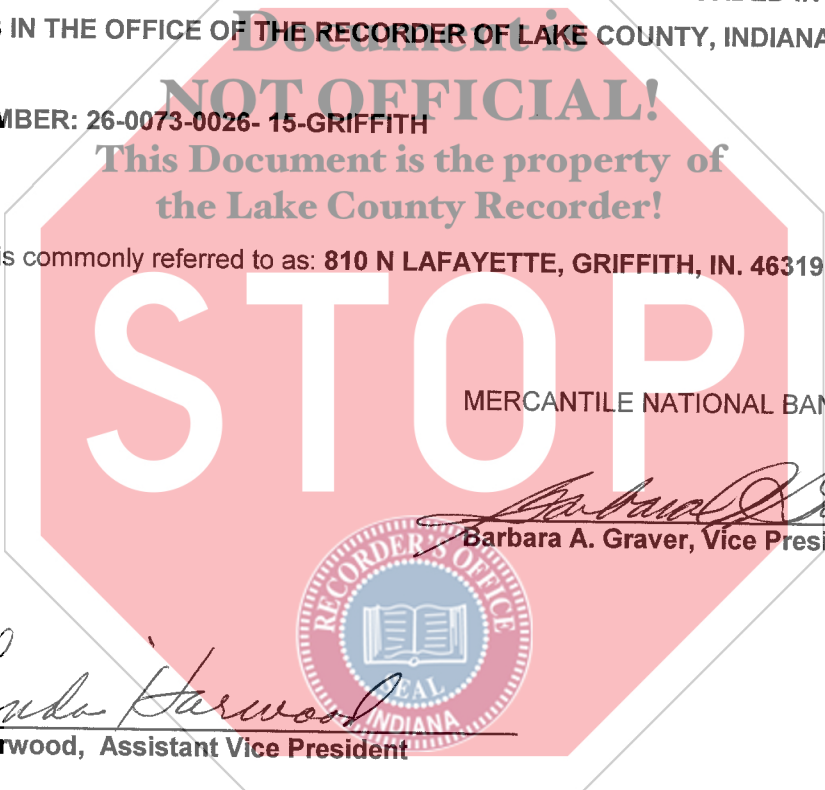 S IN THE OFFICE OF THE RECORDER OF LAKE COUNTY, INDIANA
Document is
NOT OFFICIAL!
MBER: 26-0073-0026- 15-GRIFFITH
This Document is the property of
the Lake County Recorder!
is commonly referred to as: 810 N LAFAYETTE, GRIFFITH, IN. 46319
STOP
MERCANTILE NATIONAL BAN
Barbara A. Graver, Vice Presi
RECORDER'S OFFICE
SEAL
INDIANA
nda Harwood
rwood, Assistant Vice President